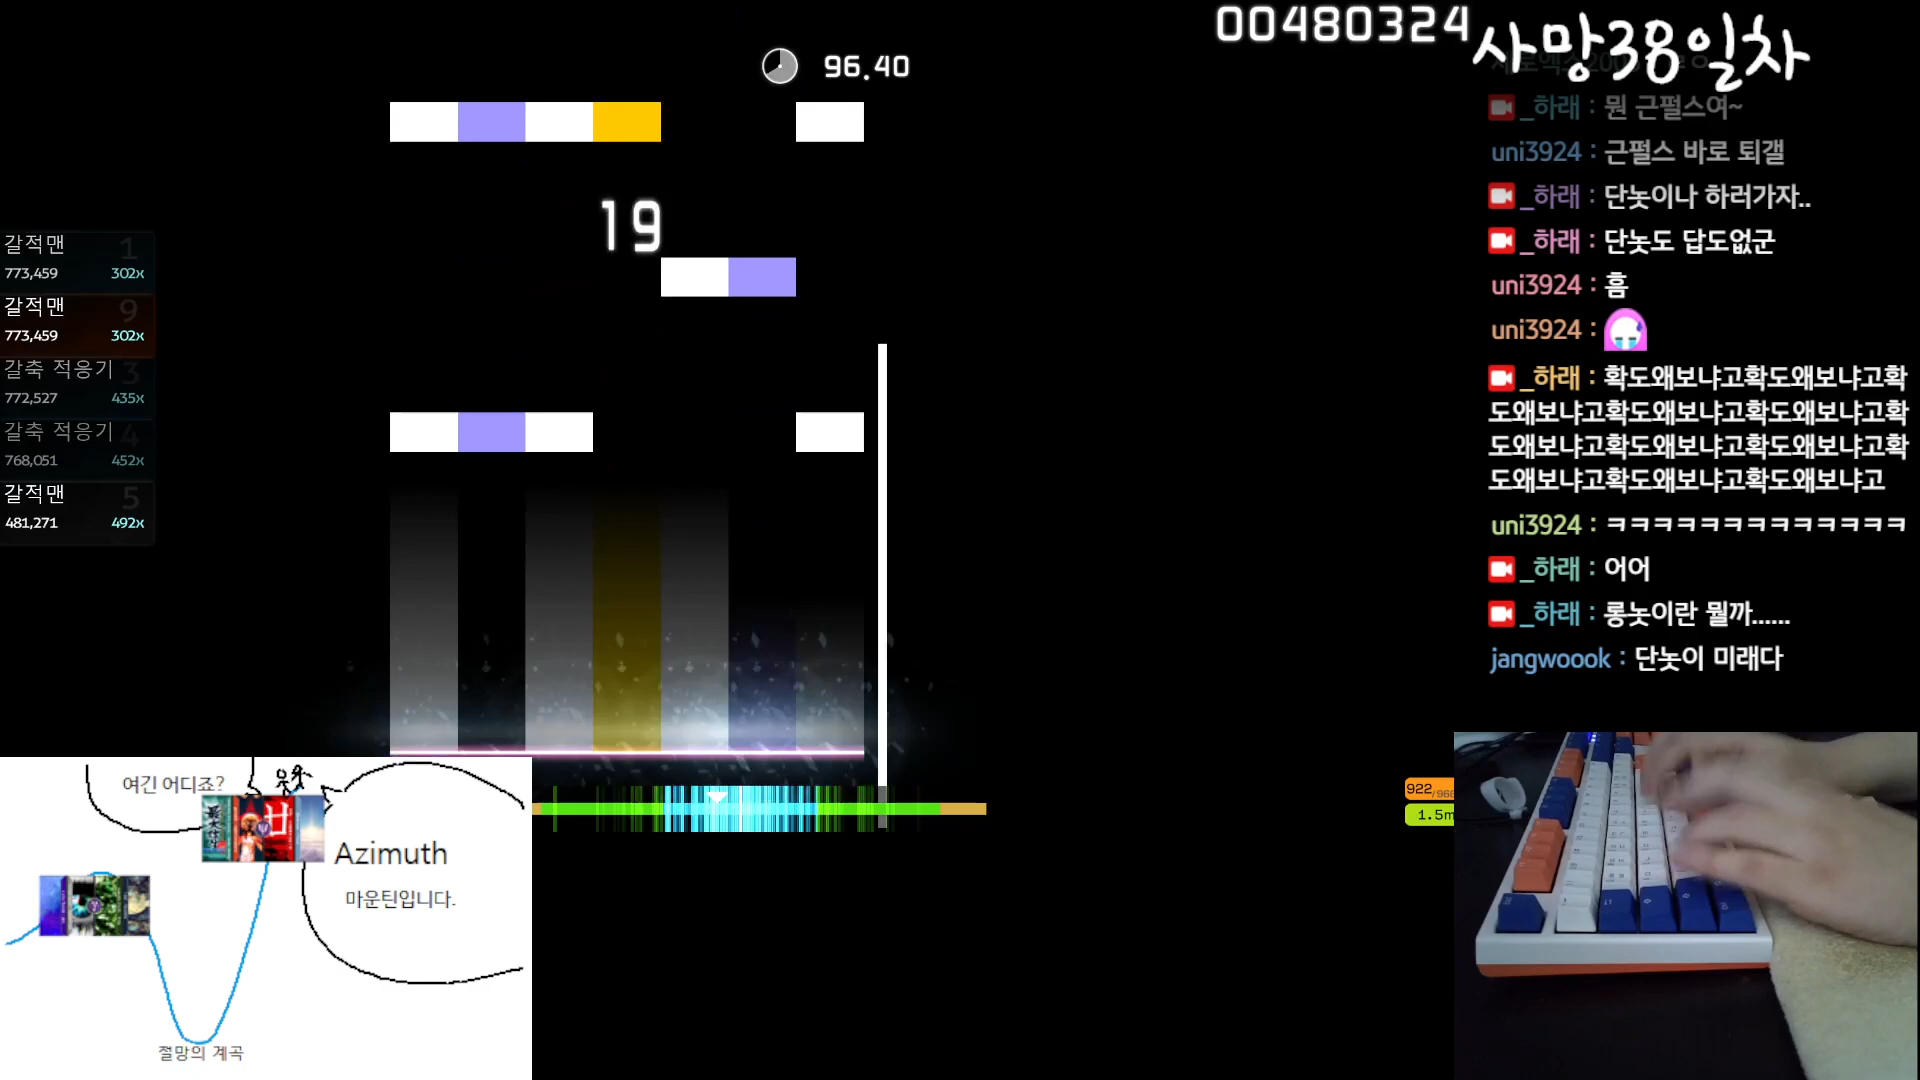 00480324
사망38일차
96.40
_하래 : 뭔 근펄스여~
uni3924 : 근펄스 바로 퇴갤
_하래 : 단놋이나 하러가자..
19
갈적맨 1
773,459 302x
갈적맨 9
773,459 302x
갈축 적응기 3
772,527 435x
갈축 적응기 4
768,051 452x
갈적맨 5
481,271 492x
_하래 : 단놋도 답도없군
uni3924 : 흠
uni3924 :
_하래 : 확도왜보냐고확도왜보냐고확
도왜보냐고확도왜보냐고확도왜보냐고확
도왜보냐고확도왜보냐고확도왜보냐고확
도왜보냐고확도왜보냐고확도왜보냐고
uni3924 : ㅋㅋㅋㅋㅋㅋㅋㅋㅋㅋㅋㅋㅋ
_하래 : 어어
_하래 : 롱놋이란 뭘까......
jangwoook : 단놋이 미래다
여긴 어디죠?
Azimuth
마운틴입니다.
절망의 계곡
922
1.5m